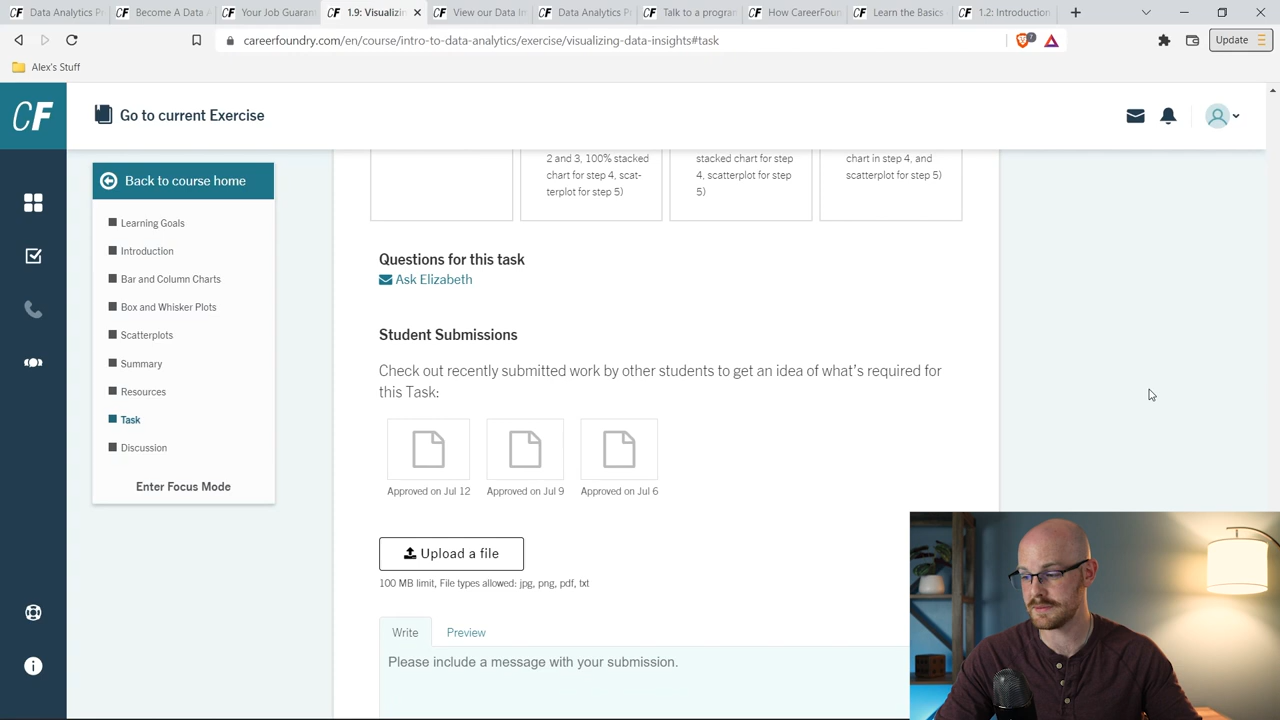 Data Analytics Pr
Become A Data A
Your Job Guaran
1.9: Visualizin
View our Data In
Data Analytics Pr
Talk to a program
How CareerFoun
Learn the Basics
1.2: Introduction
careerfoundry.com/en/course/intro-to-data-analytics/exercise/visualizing-data-insights#task
7
Update
Alex's Stuff
CF
Go to current Exercise
Back to course home
Learning Goals
Introduction
Bar and Column Charts
Box and Whisker Plots
Scatterplots
Summary
Resources
Task
Discussion
Enter Focus Mode
2 and 3, 100% stacked
chart for step 4, scat-
terplot for step 5)
stacked chart for step
4, scatterplot for step
5)
chart in step 4, and
scatterplot for step 5)
Questions for this task
Ask Elizabeth
Student Submissions
Check out recently submitted work by other students to get an idea of what's required for
this Task:
Approved on Jul 12
Approved on Jul 9
Approved on Jul 6
Upload a file
100 MB limit, File types allowed: jpg, png, pdf, txt
Write
Preview
Please include a message with your submission.